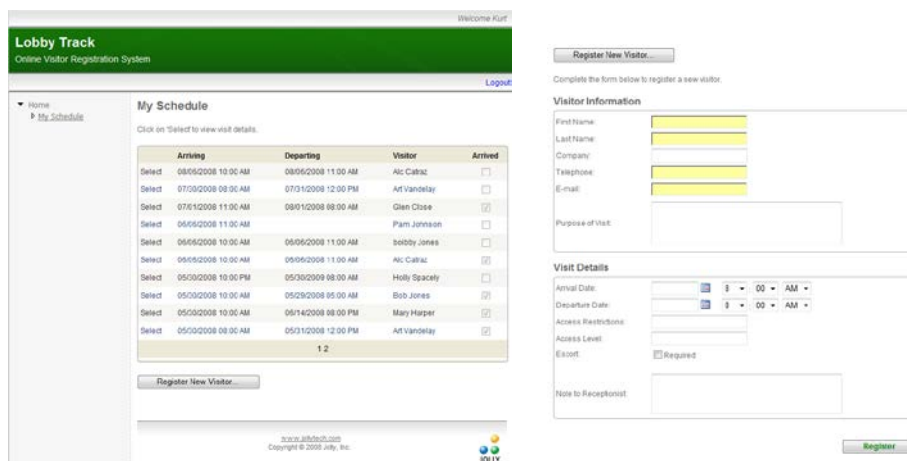 Welcome Kurt
Lobby Track
Online Visitor Registration System
Logout
Home
My Schedule
My Schedule
Click on 'Select' to view visit details.
Arriving Departing Visitor Arrived
Select 08/06/2008 10:00 AM 08/06/2008 11:00 AM Alc Catraz
Select 07/30/2008 08:00 AM 07/31/2008 12:00 PM Art Vandelay
Select 07/01/2008 11:00 AM 08/01/2008 08:00 AM Glen Close
Select 06/06/2008 11:00 AM Pam Johnson
Select 06/06/2008 10:00 AM 06/06/2008 11:00 AM bobby Jones
Select 06/06/2008 10:00 AM 06/06/2008 11:00 AM Alc Catraz
Select 05/30/2008 10:00 PM 05/30/2009 08:00 AM Holly Spacely
Select 05/30/2008 10:00 AM 05/29/2008 05:00 AM Bob Jones
Select 05/30/2008 10:00 AM 06/14/2008 08:00 PM Mary Harper
Select 05/30/2008 08:00 AM 05/31/2008 12:00 PM Art Vandelay
1 2
Register New Visitor...
www.jollytech.com
Copyright © 2008 Jolly, Inc.
JOLLY
Register New Visitor...
Complete the form below to register a new visitor.
Visitor Information
First Name:
Last Name:
Company:
Telephone:
E-mail:
Purpose of Visit:
Visit Details
Arrival Date: 8 00 AM
Departure Date: 8 00 AM
Access Restrictions:
Access Level:
Escort: Required
Note to Receptionist:
Register